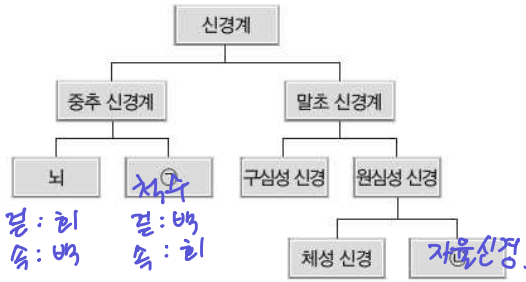 신경계
중추 신경계 말초 신경계
뇌 ㉠ 척수 구심성 신경 원심성 신경
겉: 회 겉: 백
속: 백 속: 회
체성 신경 ㉡ 자율신경